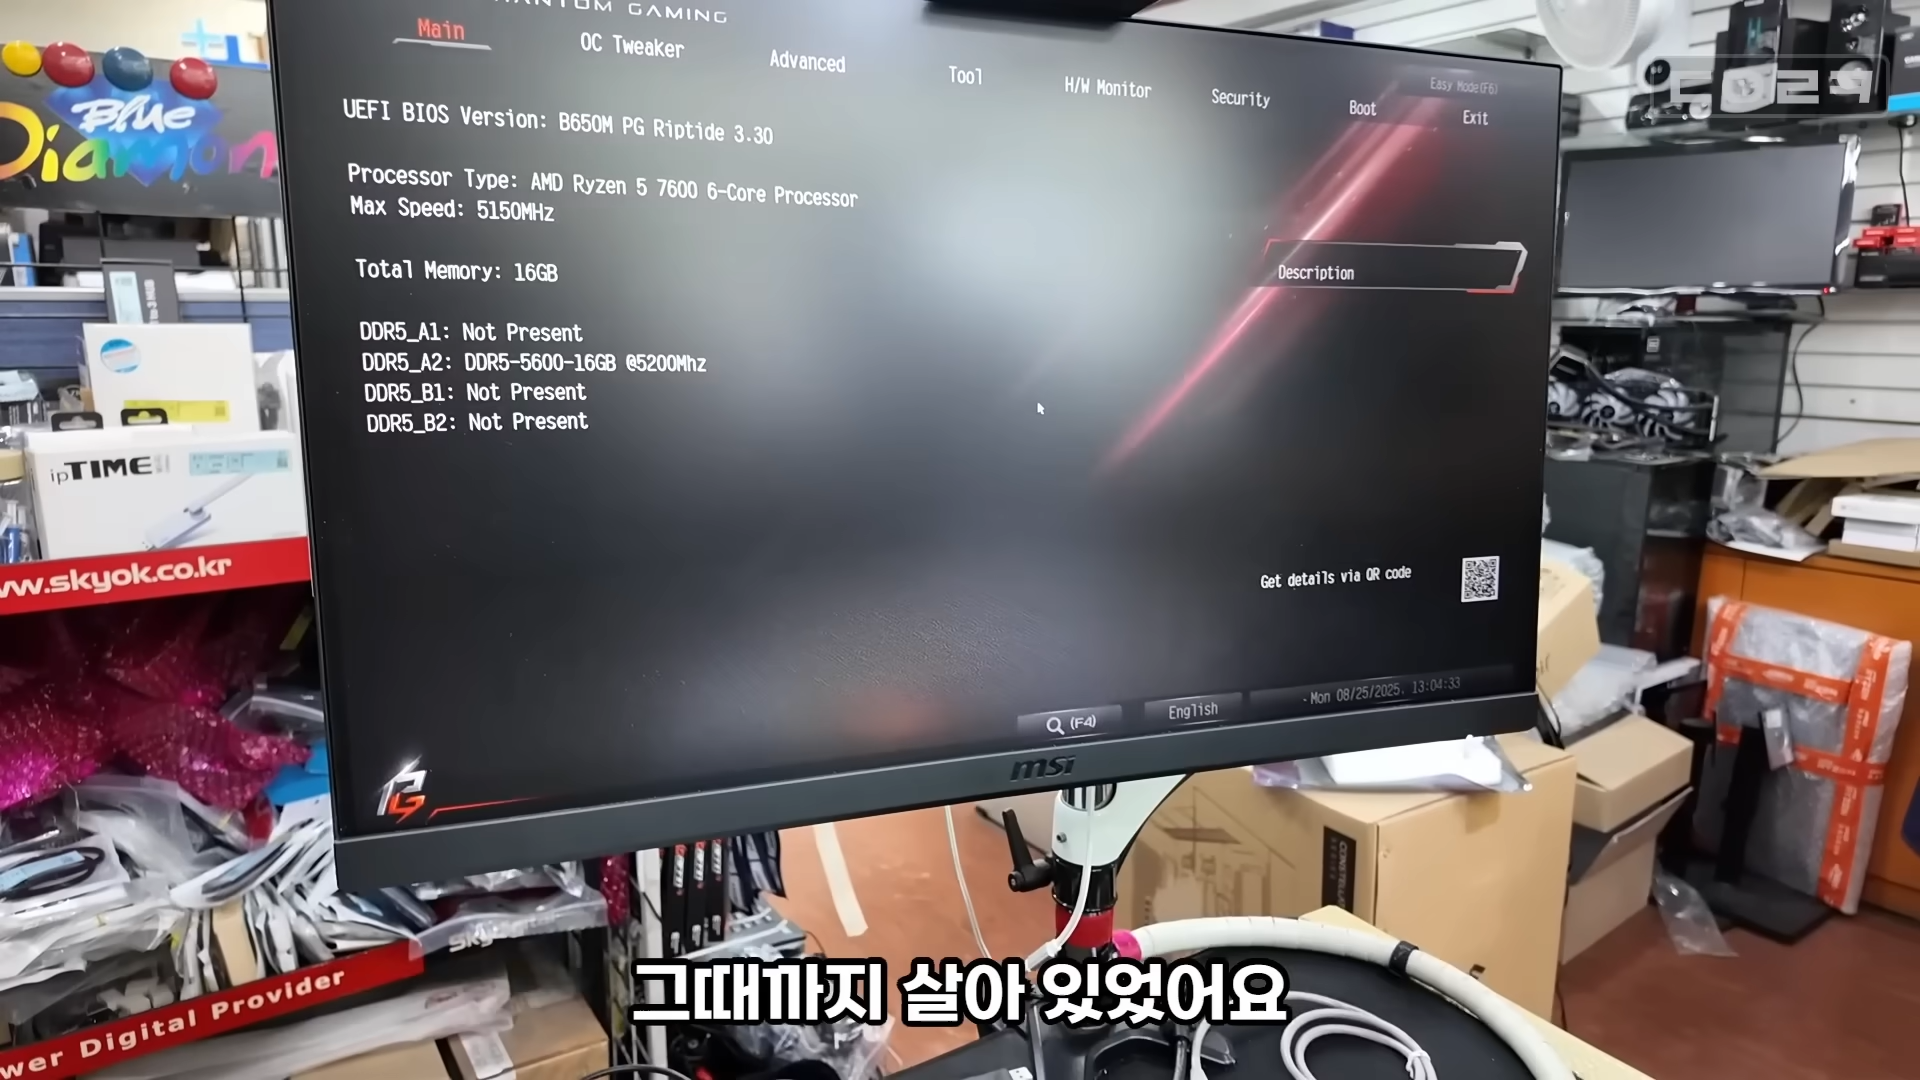 PHANTOM GAMING
Main
OC Tweaker
Advanced
Tool
H/W Monitor
Security
Boot
Exit
Easy Mode(F6)
UEFI BIOS Version: B650M PG Riptide 3.30
Processor Type: AMD Ryzen 5 7600 6-Core Processor
Max Speed: 5150MHz
Total Memory: 16GB
DDR5_A1: Not Present
DDR5_A2: DDR5-5600-16GB @5200Mhz
DDR5_B1: Not Present
DDR5_B2: Not Present
Description
Get details via QR code
(F4)
English
Mon 08/25/2025. 13:04:33
msi
PG
Blue
Diamon
ipTIME
ww.skyok.co.kr
wer Digital Provider
그때까지 살아 있었어요